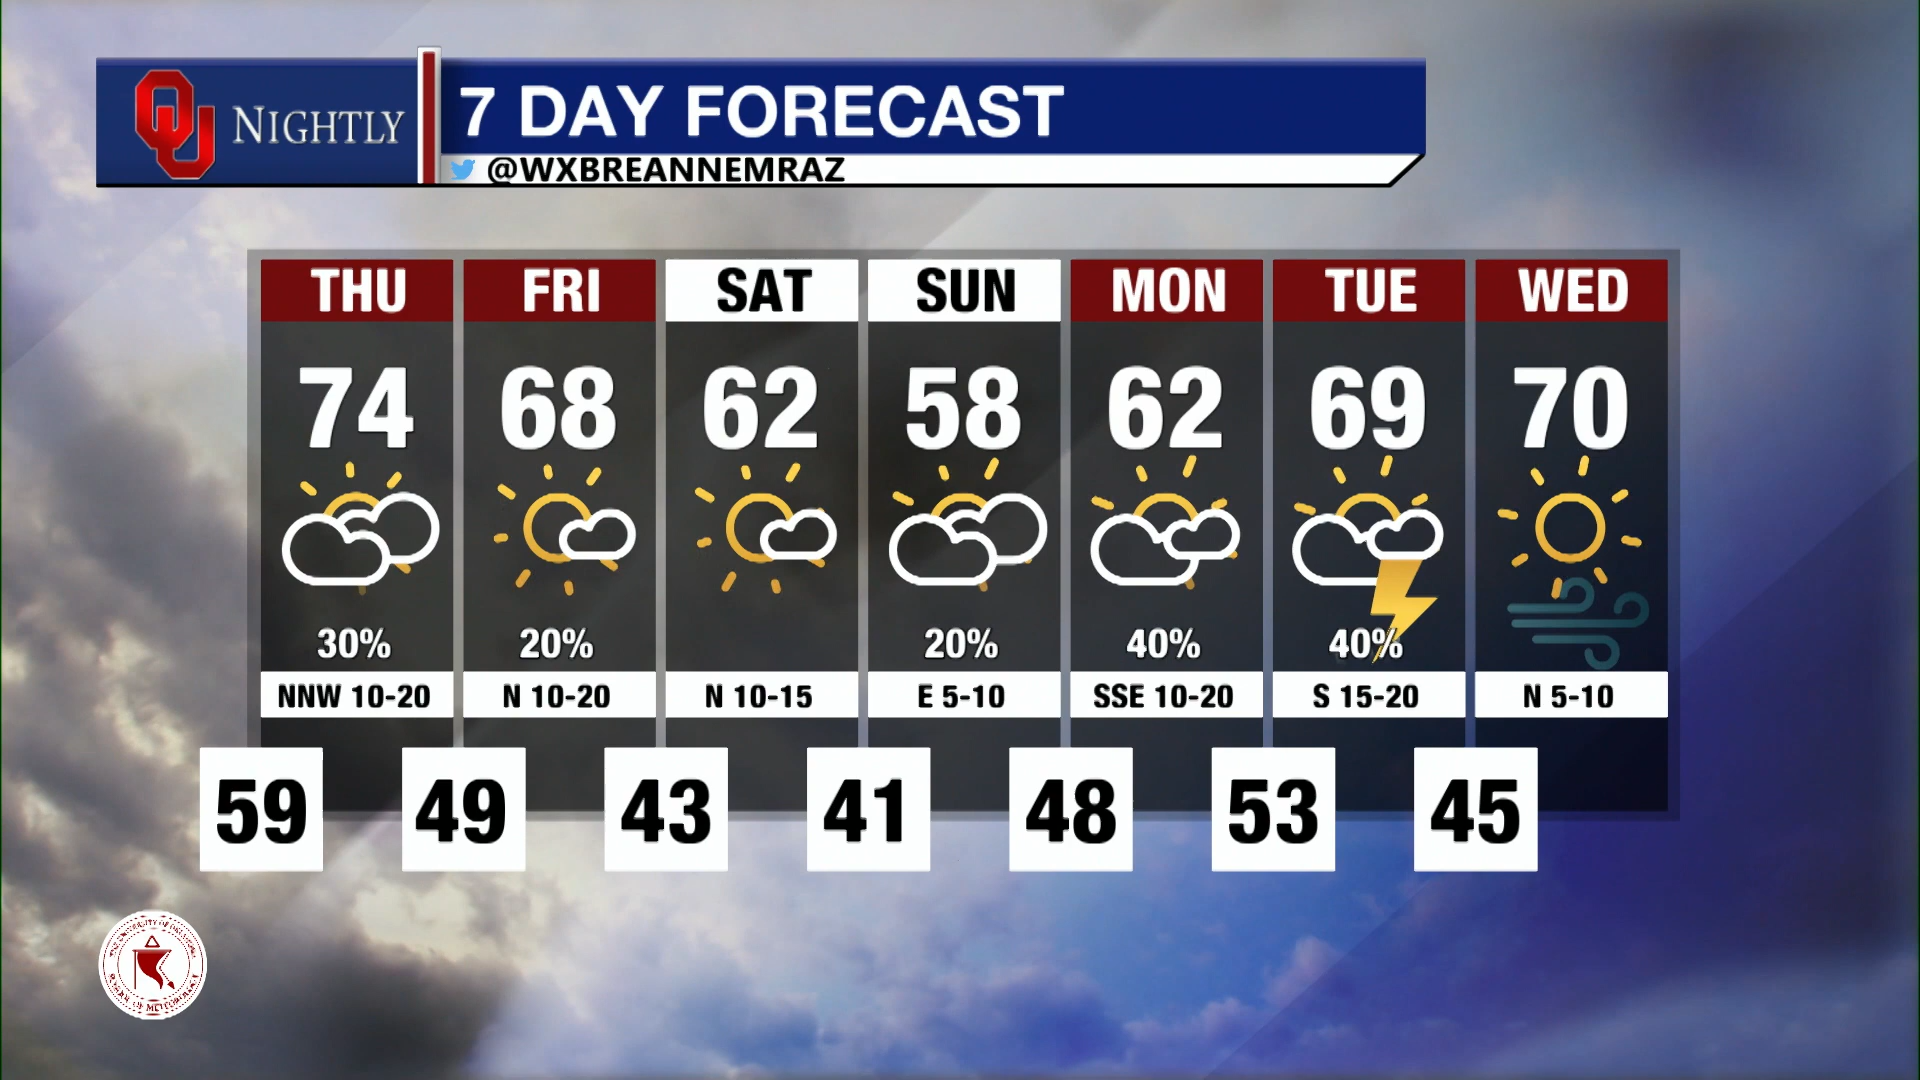 OU NIGHTLY
7 DAY FORECAST
@WXBREANNEMRAZ
THU FRI SAT SUN MON TUE WED
74 68 62 58 62 69 70
30% 20% 20% 40% 40%
NNW 10-20 N 10-20 N 10-15 E 5-10 SSE 10-20 S 15-20 N 5-10
59 49 43 41 48 53 45